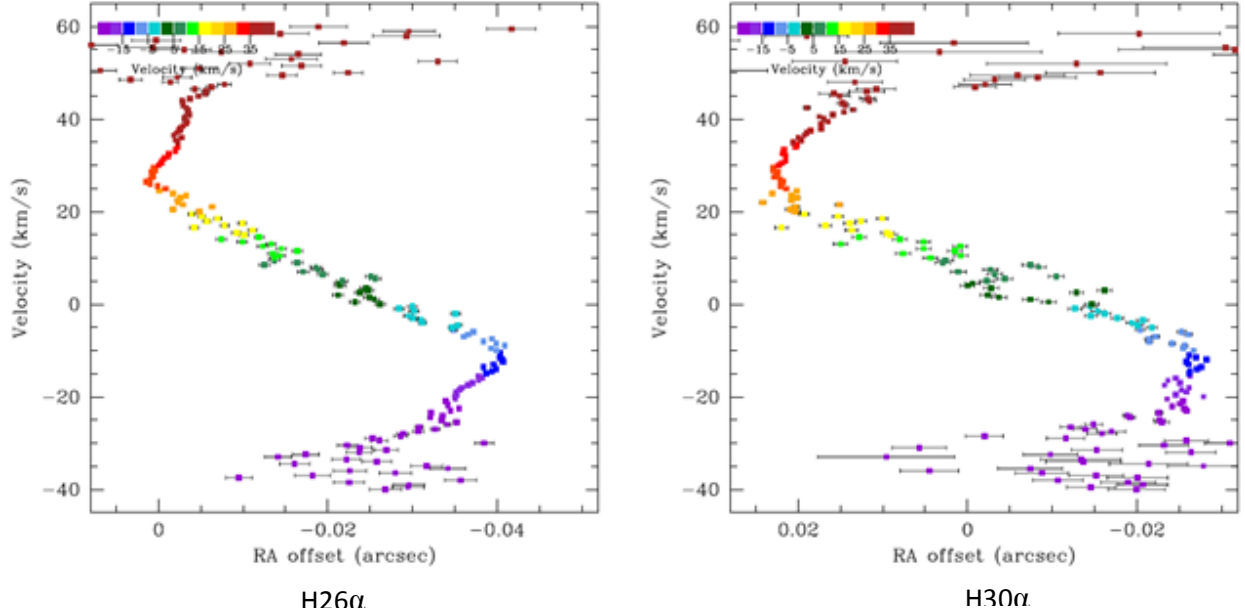 60
40
20
0
−20
−40
Velocity (km/s)
−15 −5 5 15 25 35
Velocity (km/s)
0 −0.02 −0.04
RA offset (arcsec)
H26α
60
40
20
0
−20
−40
Velocity (km/s)
−15 −5 5 15 25 35
Velocity (km/s)
0.02 0 −0.02
RA offset (arcsec)
H30α